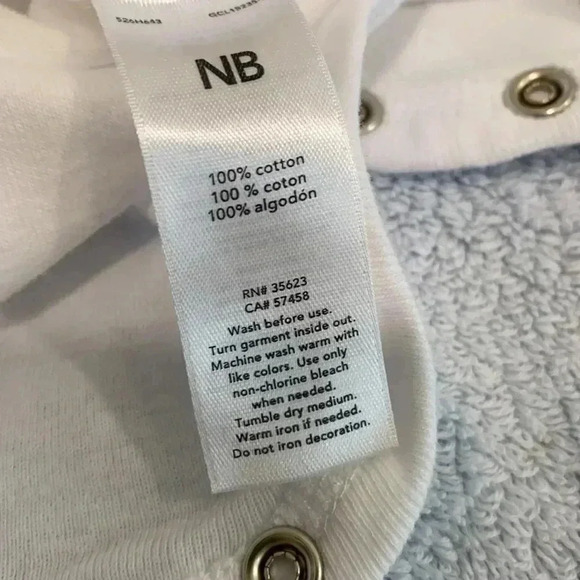 526H643
NB
100% cotton
100 % coton
100% algodón
RN# 35623
CA# 57458
Wash before use.
Turn garment inside out.
Machine wash warm with
like colors. Use only
non-chlorine bleach
when needed.
Tumble dry medium.
Warm iron if needed.
Do not iron decoration.